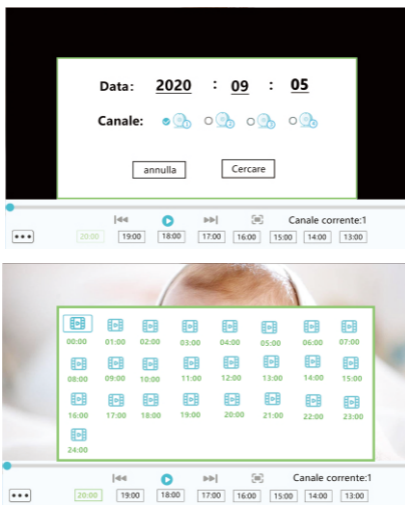 Data: 2020 : 09 : 05
Canale: 1 2 3 4
annulla Cercare
Canale corrente:1
20:00 19:00 18:00 17:00 16:00 15:00 14:00 13:00
00:00 01:00 02:00 03:00 04:00 05:00 06:00 07:00
08:00 09:00 10:00 11:00 12:00 13:00 14:00 15:00
16:00 17:00 18:00 19:00 20:00 21:00 22:00 23:00
24:00
Canale corrente:1
20:00 19:00 18:00 17:00 16:00 15:00 14:00 13:00